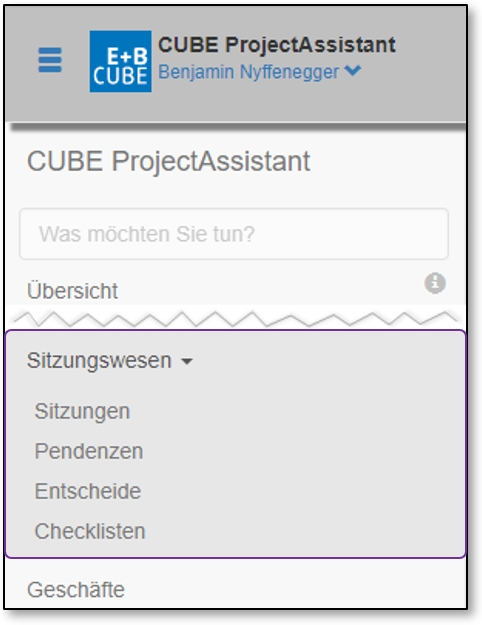 E+B
CUBE
CUBE ProjectAssistant
Benjamin Nyffenegger
CUBE ProjectAssistant
Was möchten Sie tun?
Übersicht
Sitzungswesen
Sitzungen
Pendenzen
Entscheide
Checklisten
Geschäfte